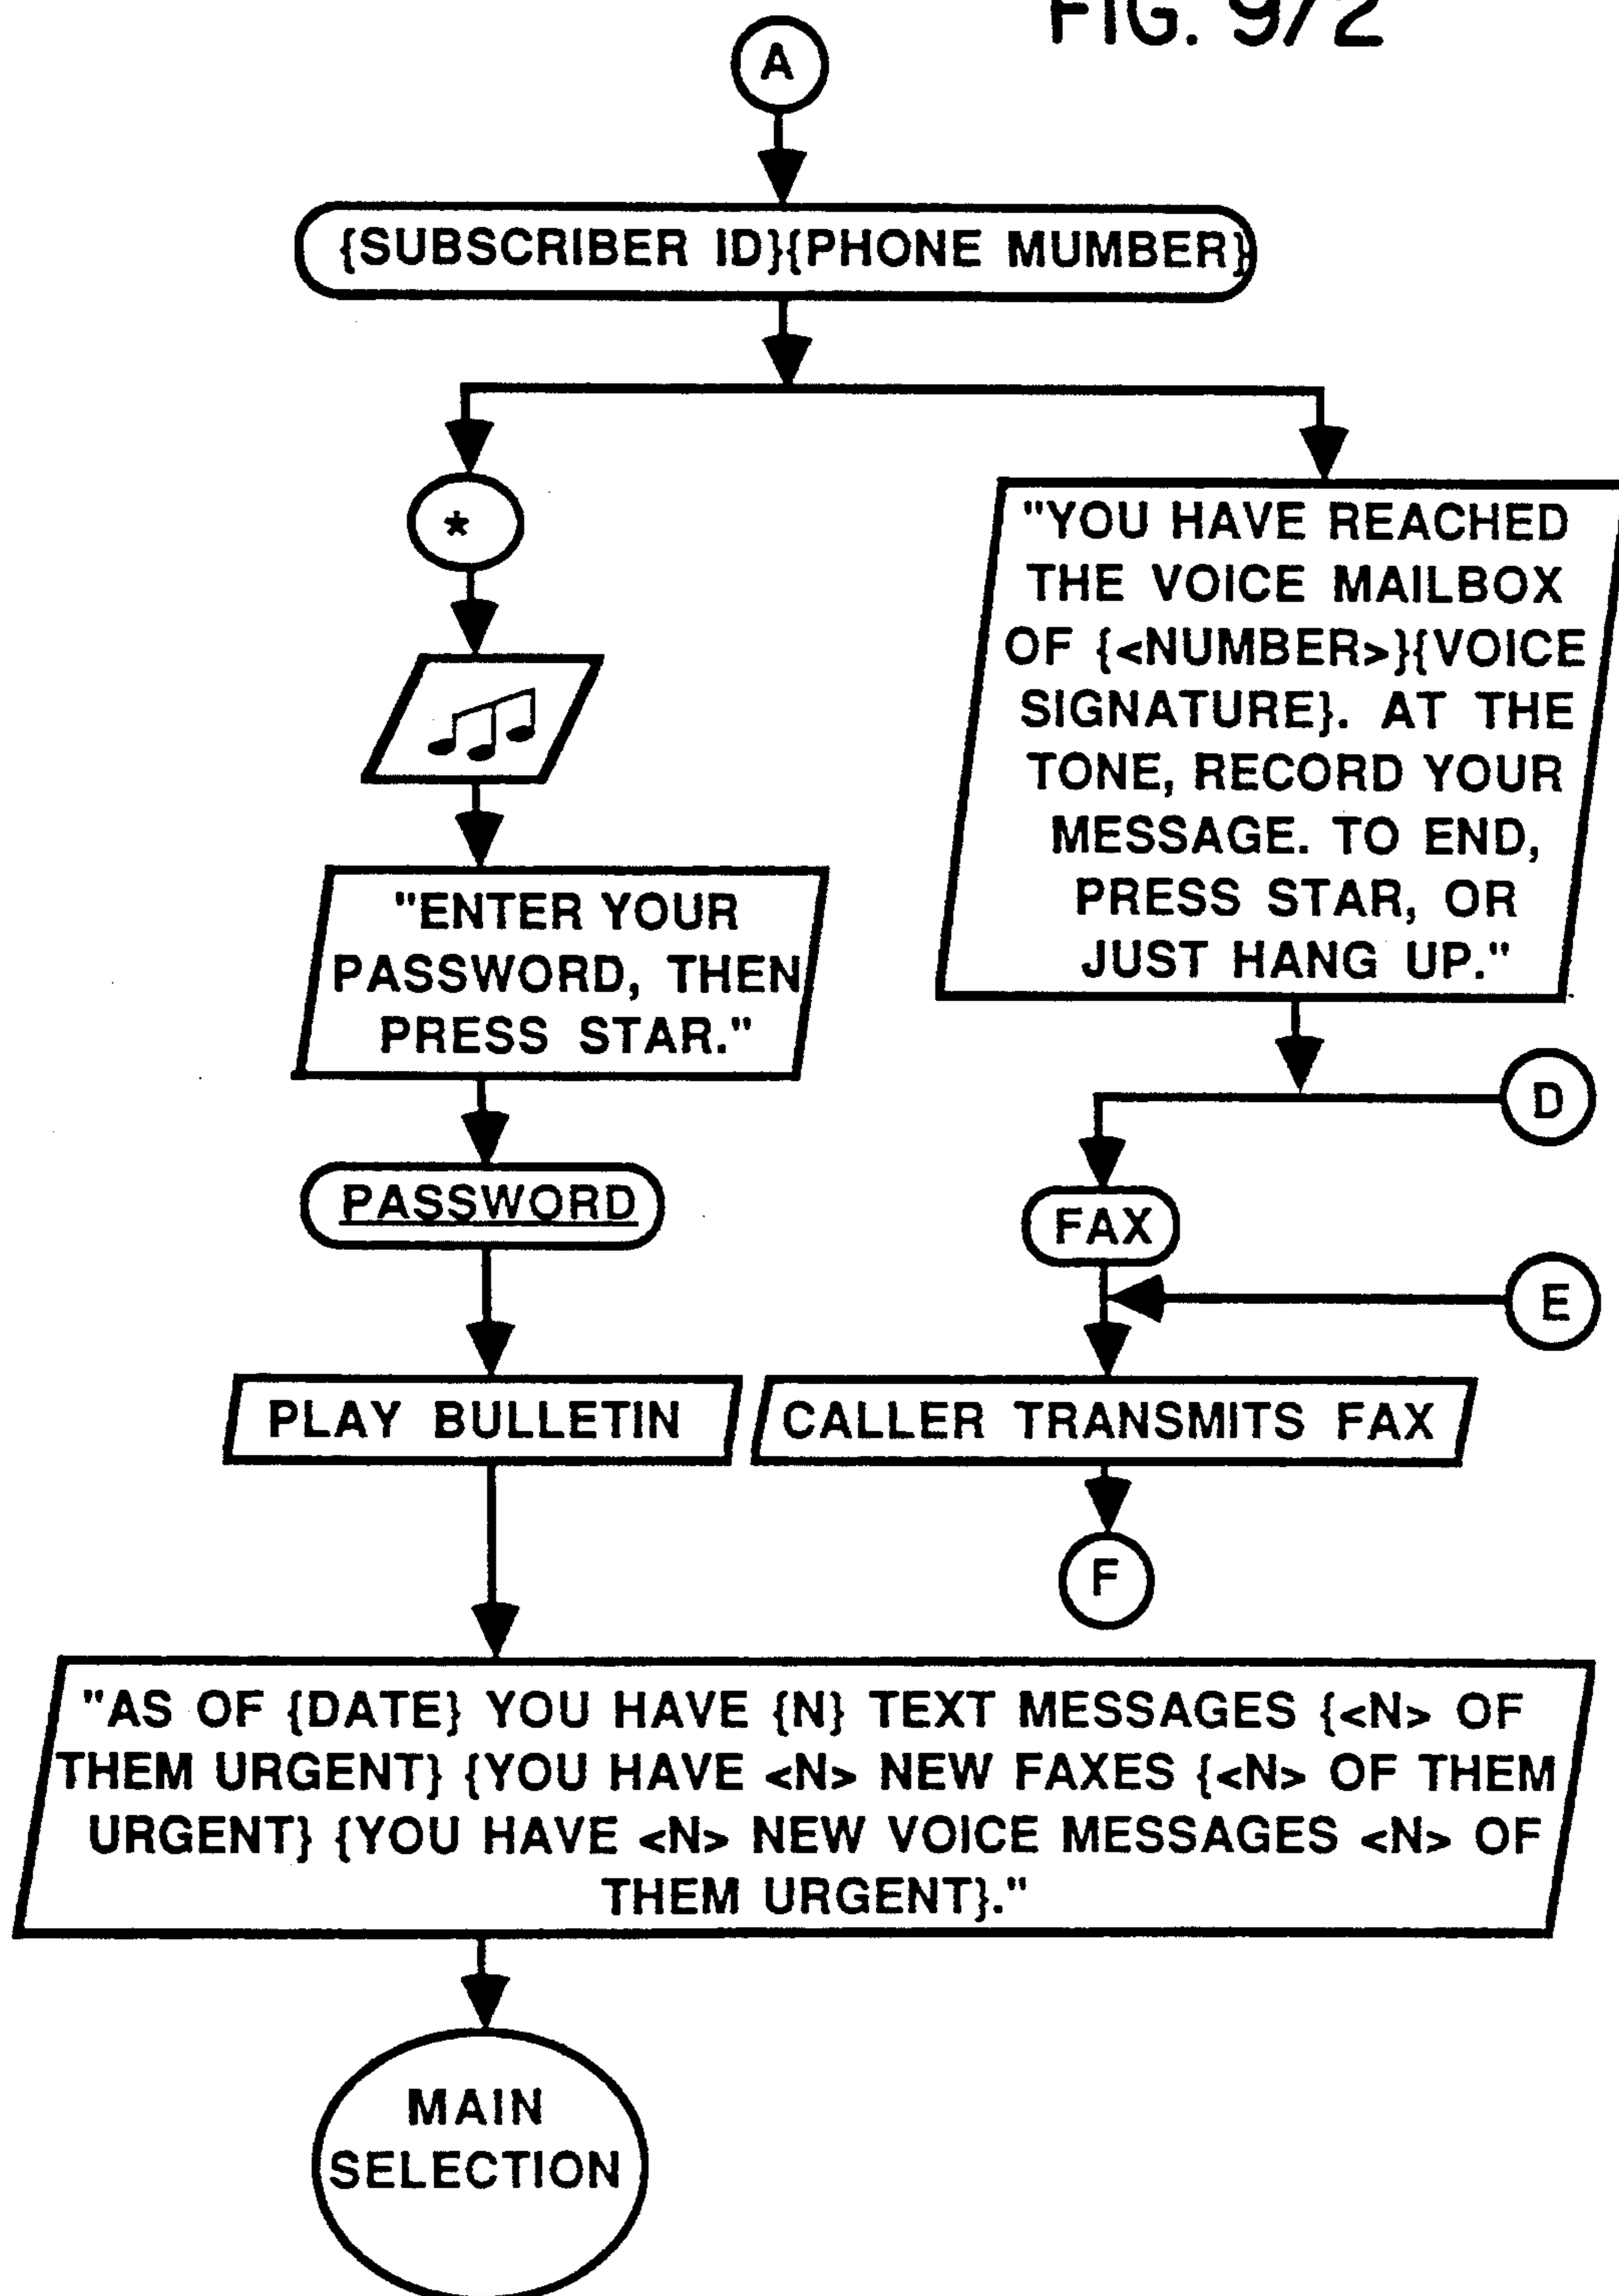 FIG. 9/2
A
{SUBSCRIBER ID}{PHONE MUMBER}
*
"ENTER YOUR
PASSWORD, THEN
PRESS STAR."
PASSWORD
PLAY BULLETIN
"YOU HAVE REACHED
THE VOICE MAILBOX
OF {<NUMBER>}{VOICE
SIGNATURE}. AT THE
TONE, RECORD YOUR
MESSAGE. TO END,
PRESS STAR, OR
JUST HANG UP."
D
FAX
E
CALLER TRANSMITS FAX
F
"AS OF {DATE} YOU HAVE {N} TEXT MESSAGES {<N> OF
THEM URGENT} {YOU HAVE <N> NEW FAXES {<N> OF THEM
URGENT} {YOU HAVE <N> NEW VOICE MESSAGES <N> OF
THEM URGENT}."
MAIN
SELECTION